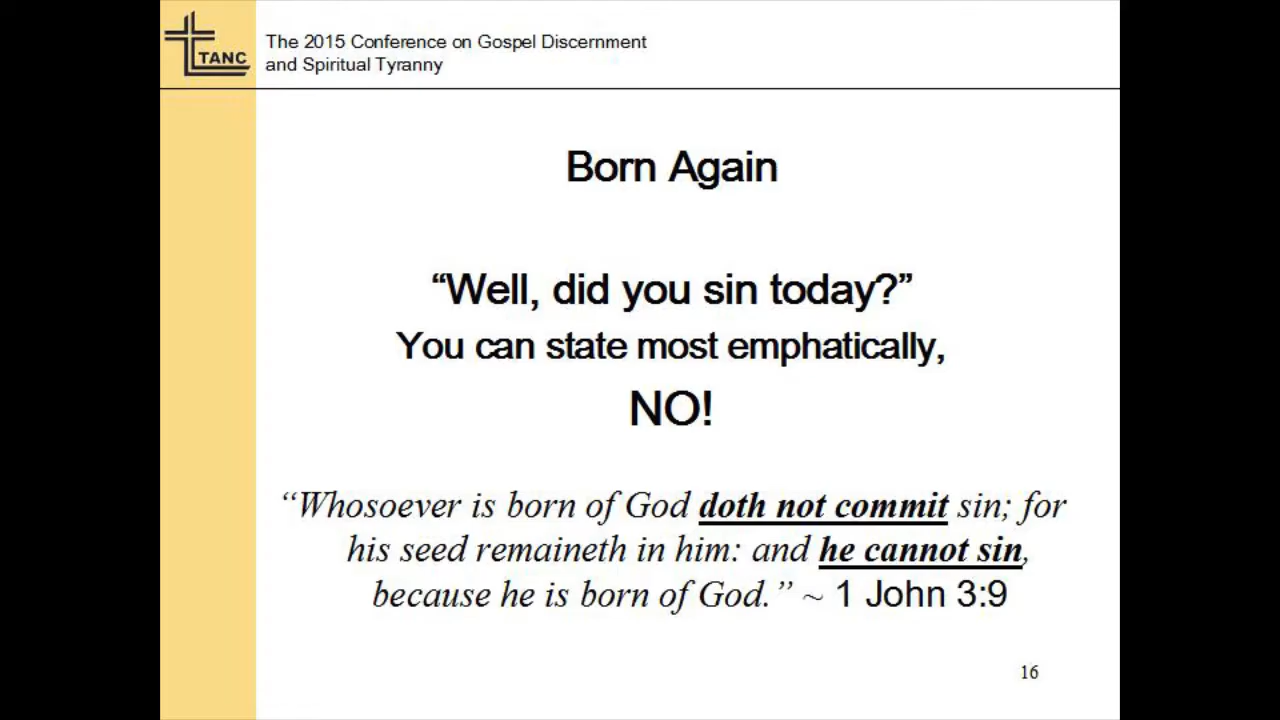 TANC
The 2015 Conference on Gospel Discernment
and Spiritual Tyranny
Born Again
“Well, did you sin today?”
You can state most emphatically,
NO!
“Whosoever is born of God doth not commit sin; for
his seed remaineth in him: and he cannot sin,
because he is born of God.” ~ 1 John 3:9
16